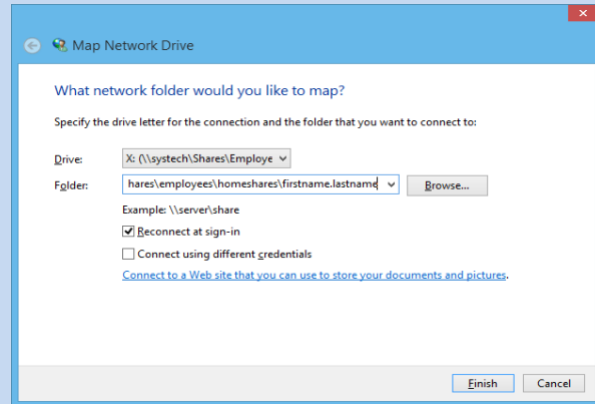 Map Network Drive
What network folder would you like to map?
Specify the drive letter for the connection and the folder that you want to connect to:
Drive: X: (\\systech\Shares\Employe
Folder: hares\employees\homeshares\firstname.lastname Browse...
Example: \\server\share
Reconnect at sign-in
Connect using different credentials
Connect to a Web site that you can use to store your documents and pictures.
Finish Cancel